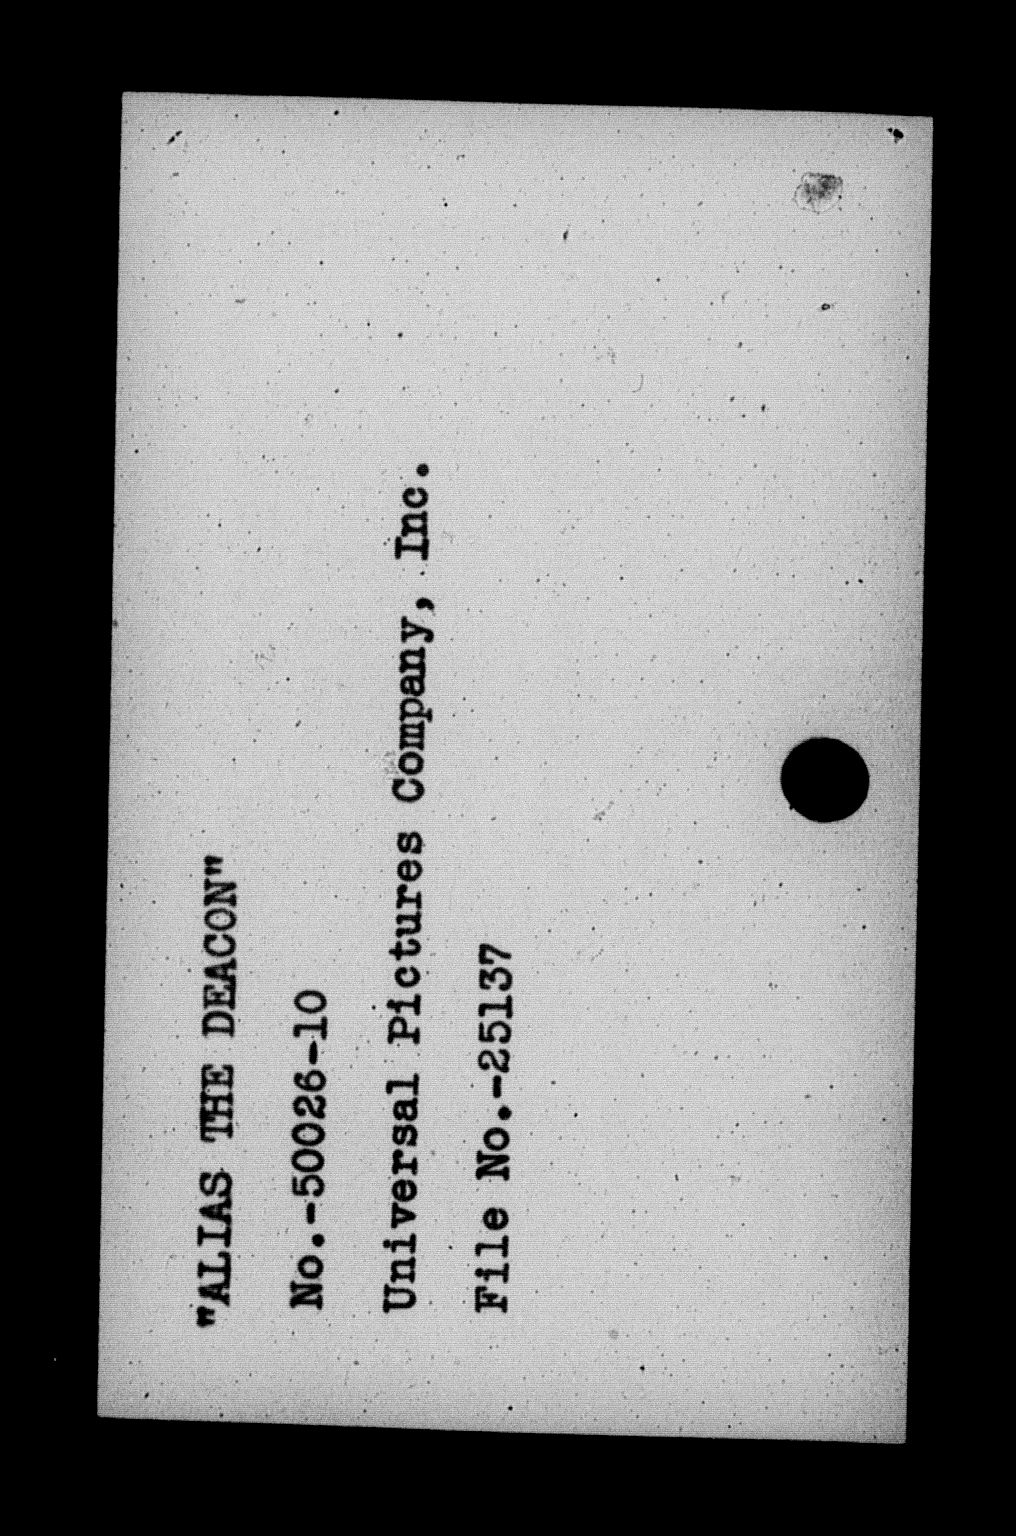 "ALIAS THE DEACON"
No.-50026-10
Universal Pictures Company, Inc.
File No.-25137